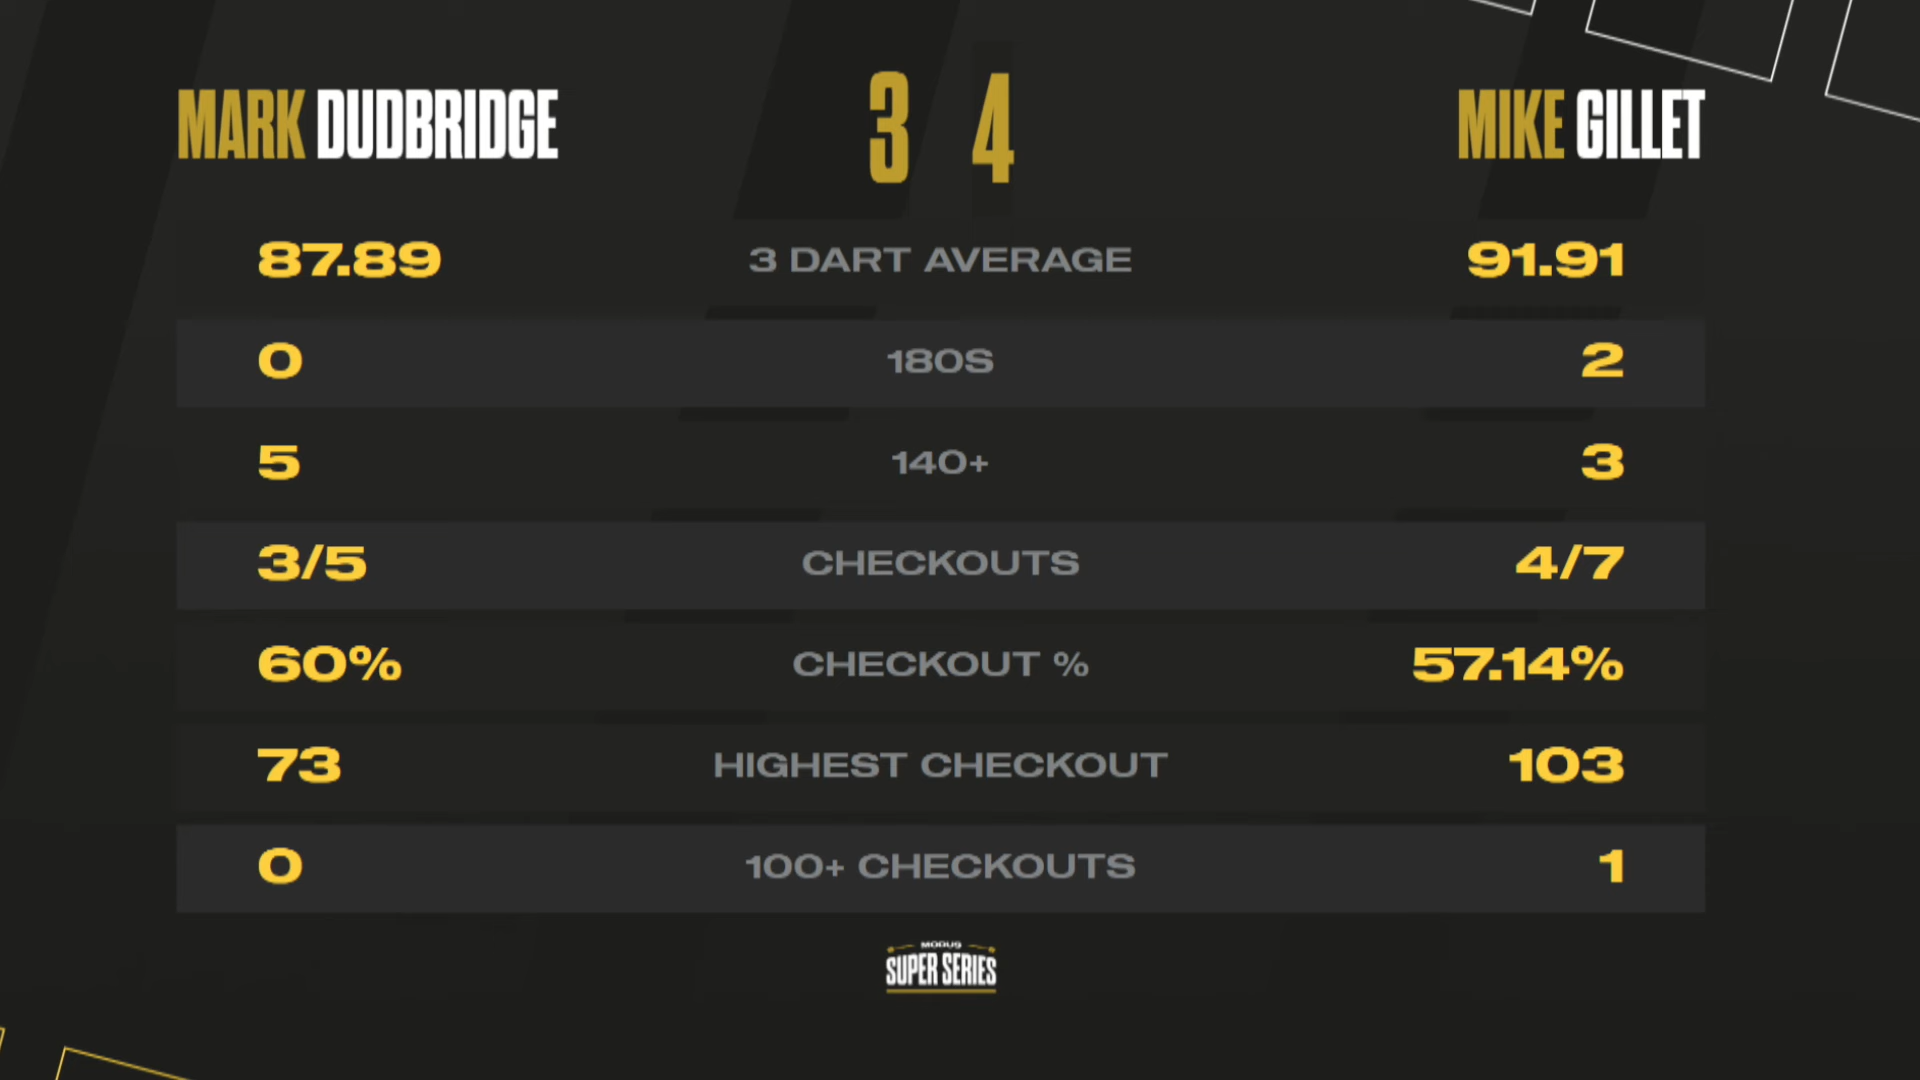 MARK DUDBRIDGE 3 4 MIKE GILLET
87.89 3 DART AVERAGE 91.91
0 180S 2
5 140+ 3
3/5 CHECKOUTS 4/7
60% CHECKOUT % 57.14%
73 HIGHEST CHECKOUT 103
0 100+ CHECKOUTS 1
MODUS
SUPER SERIES